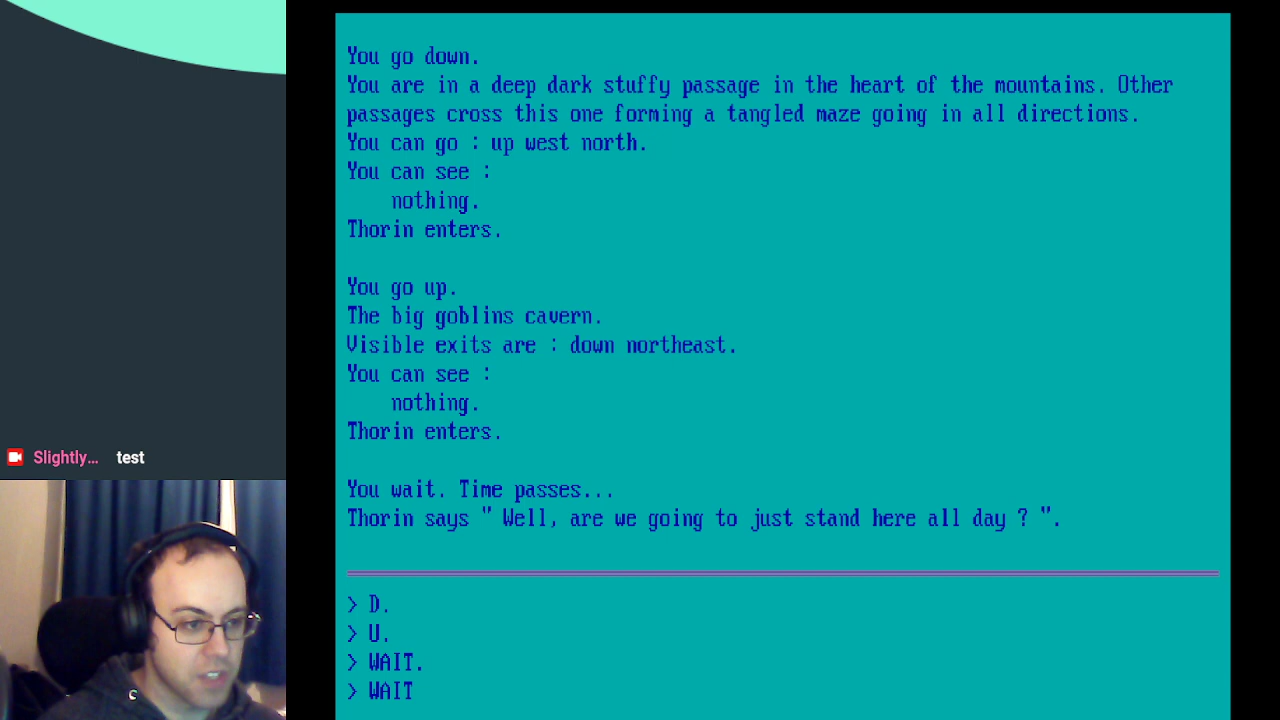 You go down.
You are in a deep dark stuffy passage in the heart of the mountains. Other
passages cross this one forming a tangled maze going in all directions.
You can go : up west north.
You can see :
nothing.
Thorin enters.
You go up.
The big goblins cavern.
Visible exits are : down northeast.
You can see :
nothing.
Thorin enters.
You wait. Time passes...
Thorin says " Well, are we going to just stand here all day ? ".
> D.
> U.
> WAIT.
> WAIT
Slightly... test